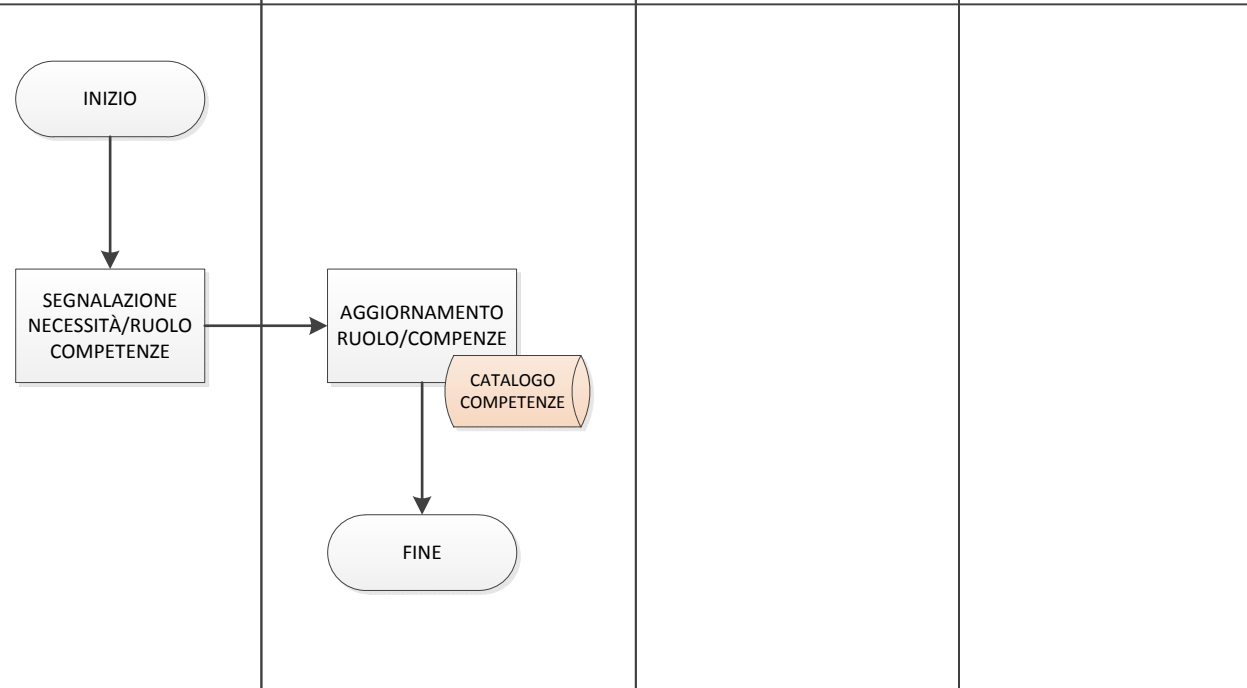 INIZIO
SEGNALAZIONE
NECESSITÀ/RUOLO
COMPETENZE
AGGIORNAMENTO
RUOLO/COMPENZE
CATALOGO
COMPETENZE
FINE